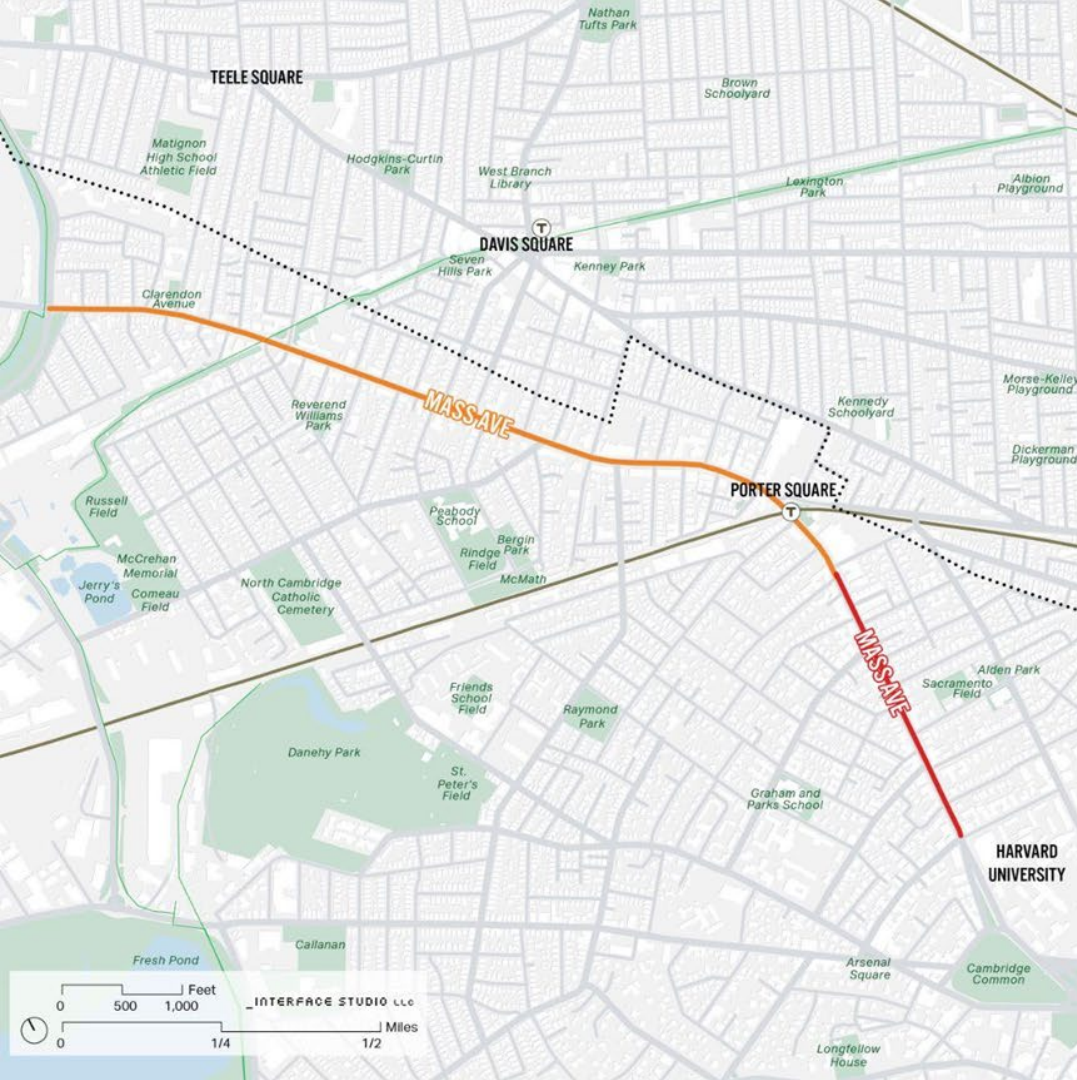 Nathan
Tufts Park
TEELE SQUARE
Brown
Schoolyard
Matignon
High School
Athletic Field
Hodgkins-Curtin
Park
West Branch
Library
Lexington
Park
Albion
Playground
T
DAVIS SQUARE
Seven
Hills Park
Kenney Park
Clarendon
Avenue
Morse-Kelley
Playground
Reverend
Williams
Park
MASS AVE
Kennedy
Schoolyard
Dickerman
Playground
PORTER SQUARE
T
Russell
Field
Peabody
School
Bergin
Park
Rindge
Field
McMath
McCrehan
Memorial
Jerry's
Pond
Comeau
Field
North Cambridge
Catholic
Cemetery
MASS AVE
Alden Park
Sacramento
Field
Friends
School
Field
Raymond
Park
Danehy Park
St.
Peter's
Field
Graham and
Parks School
HARVARD
UNIVERSITY
Callanan
Fresh Pond
Arsenal
Square
Cambridge
Common
Feet
0 500 1,000
_INTERFACE STUDIO LLC
Miles
0 1/4 1/2
Longfellow
House